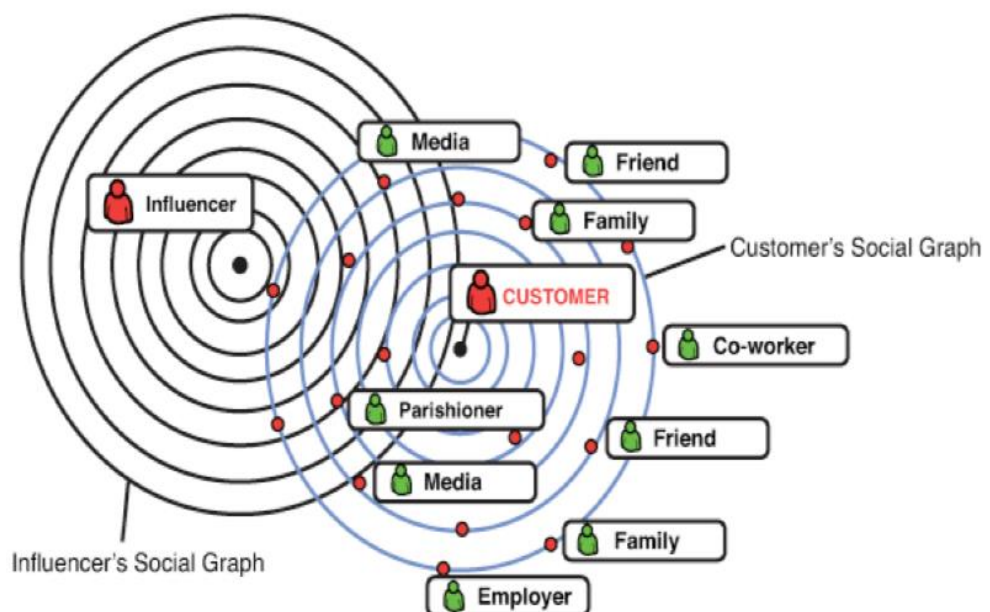 Media
Friend
Influencer
Family
Customer's Social Graph
CUSTOMER
Co-worker
Parishioner
Friend
Media
Family
Influencer's Social Graph
Employer